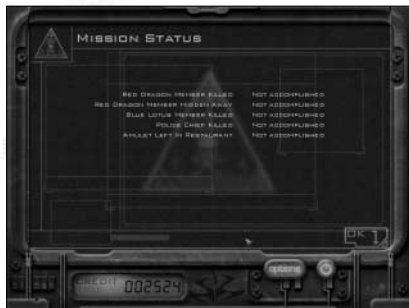 Mission Status
Red Dragon Member Killed Not accomplished
Red Dragon Member Hidden Away Not accomplished
Blue Lotus Member Killed Not accomplished
Police Chief Killed Not accomplished
Amulet Left In Restaurant Not accomplished
OK
options
CREDIT 002524